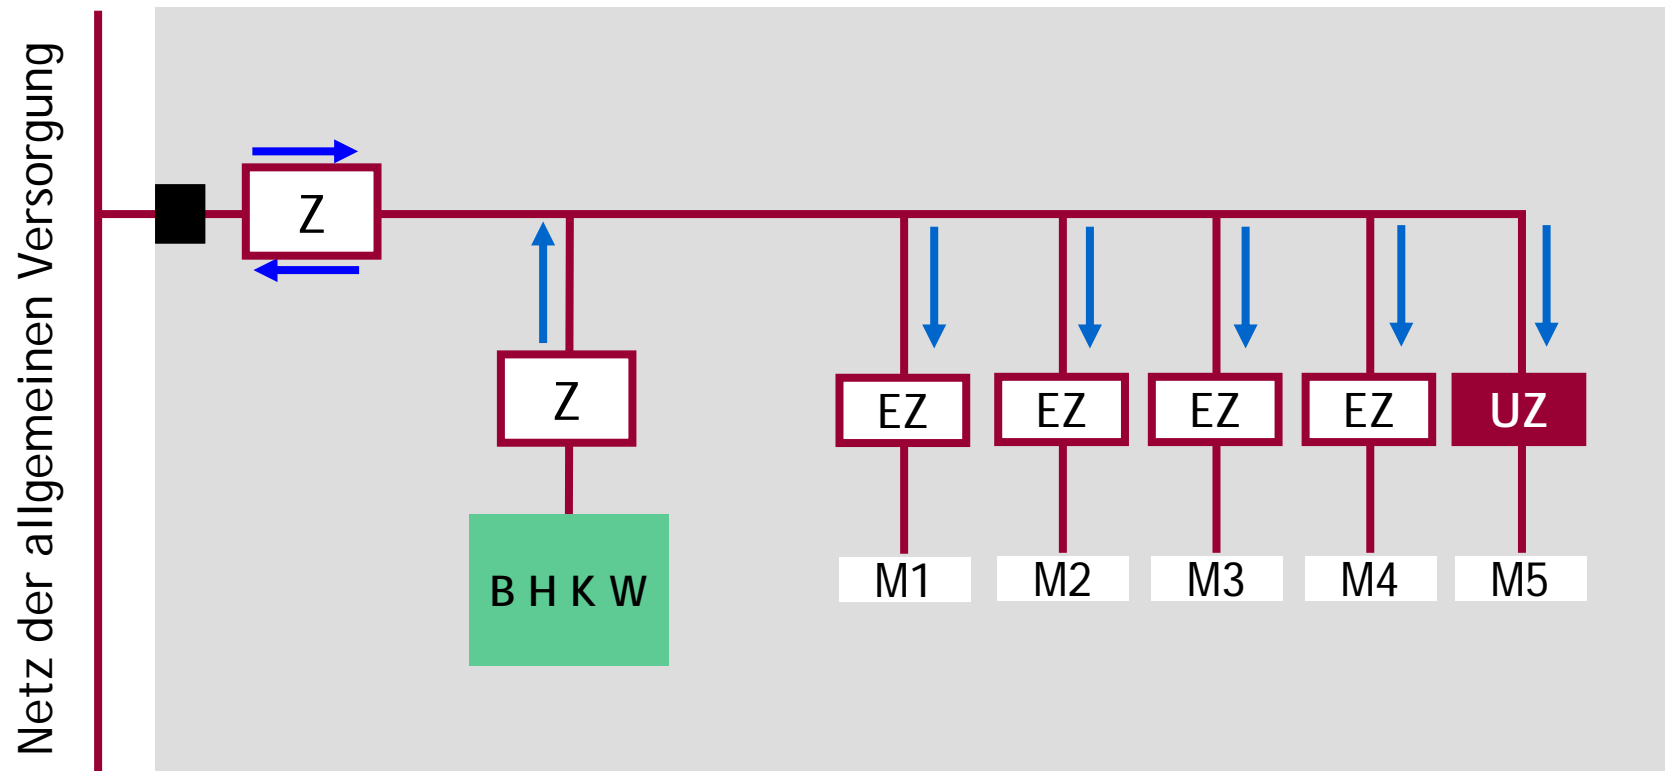 Netz der allgemeinen Versorgung
Z
Z
EZ
EZ
EZ
EZ
UZ
B H K W
M1
M2
M3
M4
M5